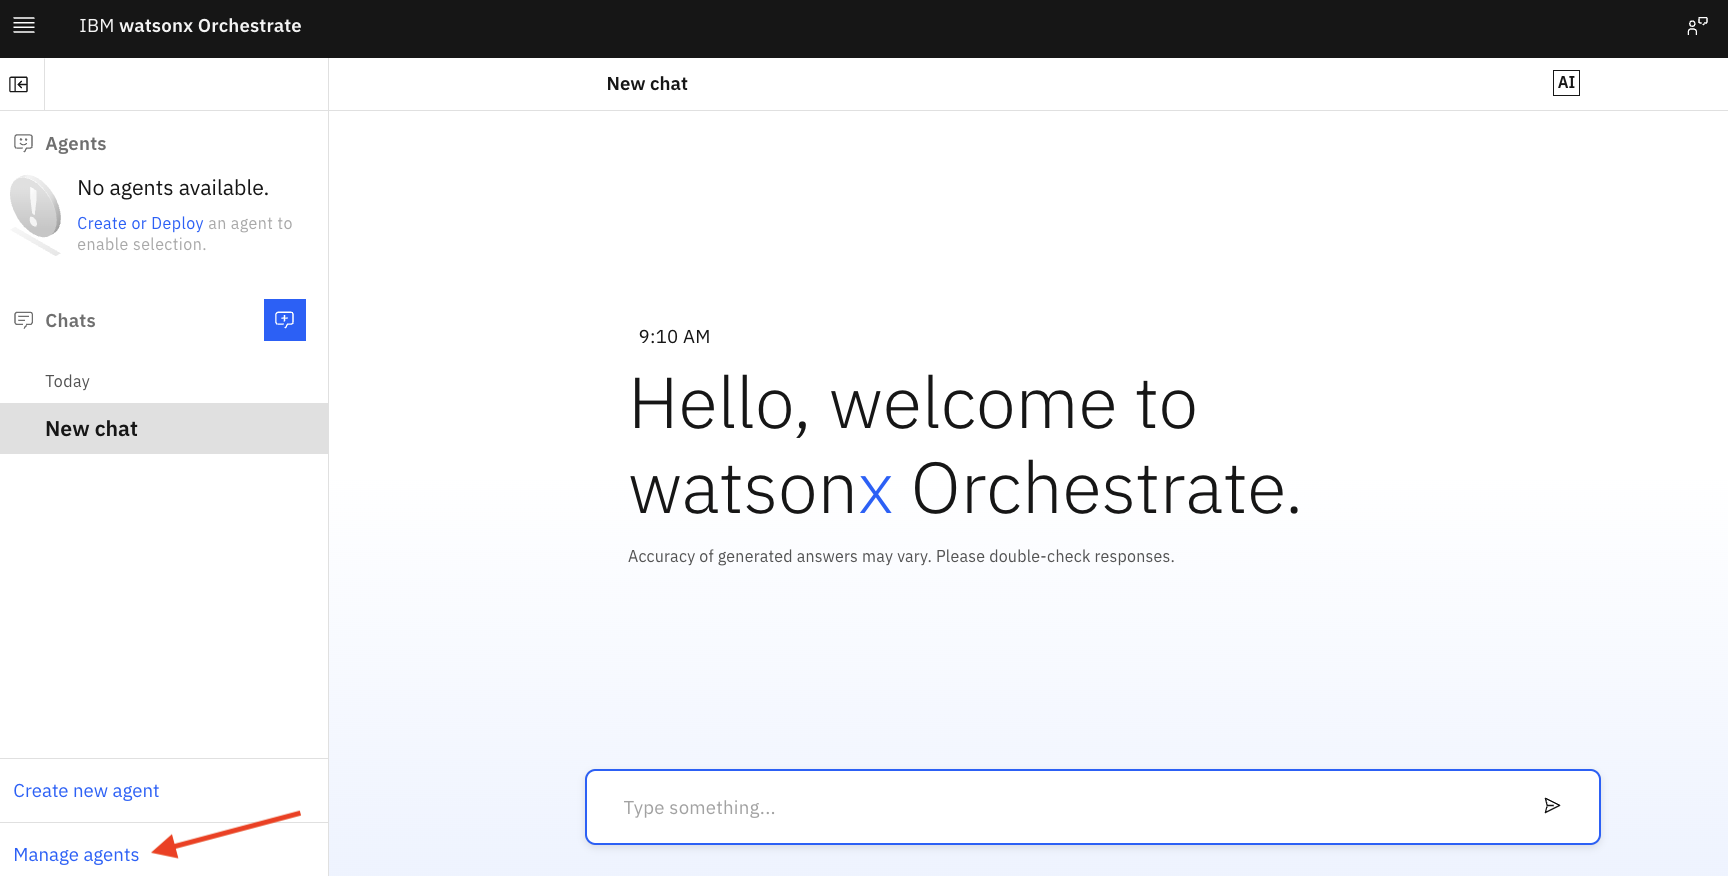 IBM watsonx Orchestrate
New chat
AI
Agents
No agents available.
Create or Deploy an agent to
enable selection.
Chats
Today
New chat
9:10 AM
Hello, welcome to
watsonx Orchestrate.
Accuracy of generated answers may vary. Please double-check responses.
Type something...
Create new agent
Manage agents